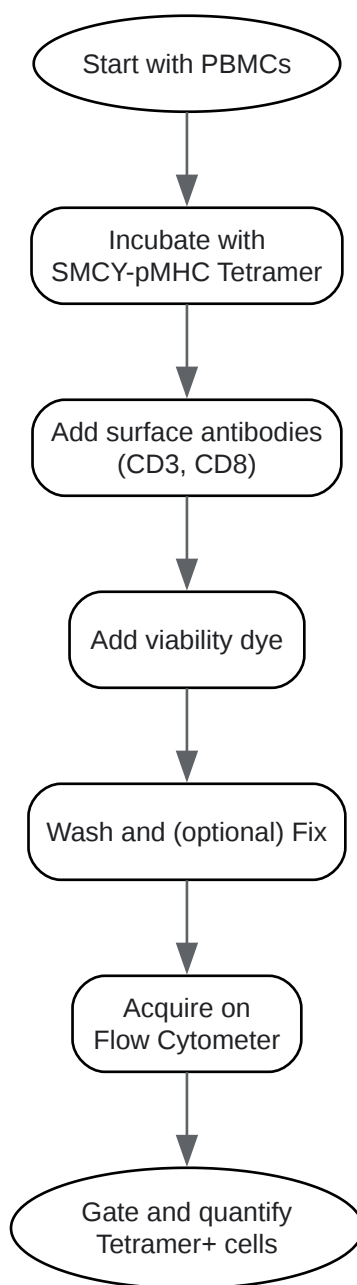 Start with PBMCs
Incubate with
SMCY-pMHC Tetramer
Add surface antibodies
(CD3, CD8)
Add viability dye
Wash and (optional) Fix
Acquire on
Flow Cytometer
Gate and quantify
Tetramer+ cells